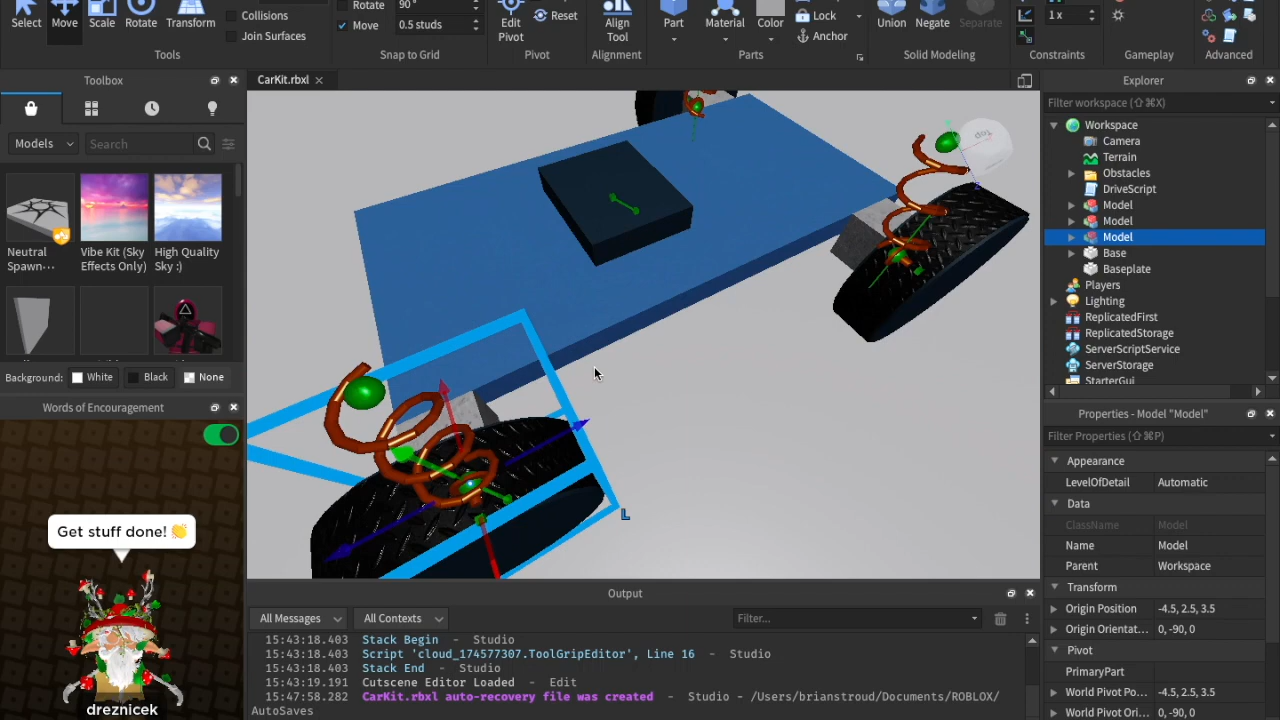 Select
Move
Scale
Rotate
Transform
Collisions
Join Surfaces
Tools
Rotate
90 °
Move
0.5 studs
Snap to Grid
Edit
Pivot
Reset
Pivot
Align
Tool
Alignment
Part
Material
Color
Lock
Anchor
Parts
Union
Negate
Separate
Solid Modeling
1 x
Constraints
Gameplay
Advanced
Toolbox
CarKit.rbxl
Explorer
Models
Search
Neutral
Spawn...
Vibe Kit (Sky
Effects Only)
High Quality
Sky :)
Background:
White
Black
None
Words of Encouragement
Get stuff done! 👏
dreznicek
L
Filter workspace (⇧⌘X)
Workspace
Camera
Terrain
Obstacles
DriveScript
Model
Model
Model
Base
Baseplate
Players
Lighting
ReplicatedFirst
ReplicatedStorage
ServerScriptService
ServerStorage
StarterGui
Properties - Model "Model"
Filter Properties (⇧⌘P)
Appearance
LevelOfDetail Automatic
Data
ClassName Model
Name Model
Parent Workspace
Transform
Origin Position -4.5, 2.5, 3.5
Origin Orientat... 0, -90, 0
Pivot
PrimaryPart
World Pivot Po... -4.5, 2.5, 3.5
World Pivot Ori... 0, -90, 0
Output
All Messages
All Contexts
Filter...
15:43:18.403 Stack Begin - Studio
15:43:18.403 Script 'cloud_174577307.ToolGripEditor', Line 16 - Studio
15:43:18.403 Stack End - Studio
15:43:19.191 Cutscene Editor Loaded - Edit
15:47:58.282 CarKit.rbxl auto-recovery file was created - Studio - /Users/brianstroud/Documents/ROBLOX/
AutoSaves